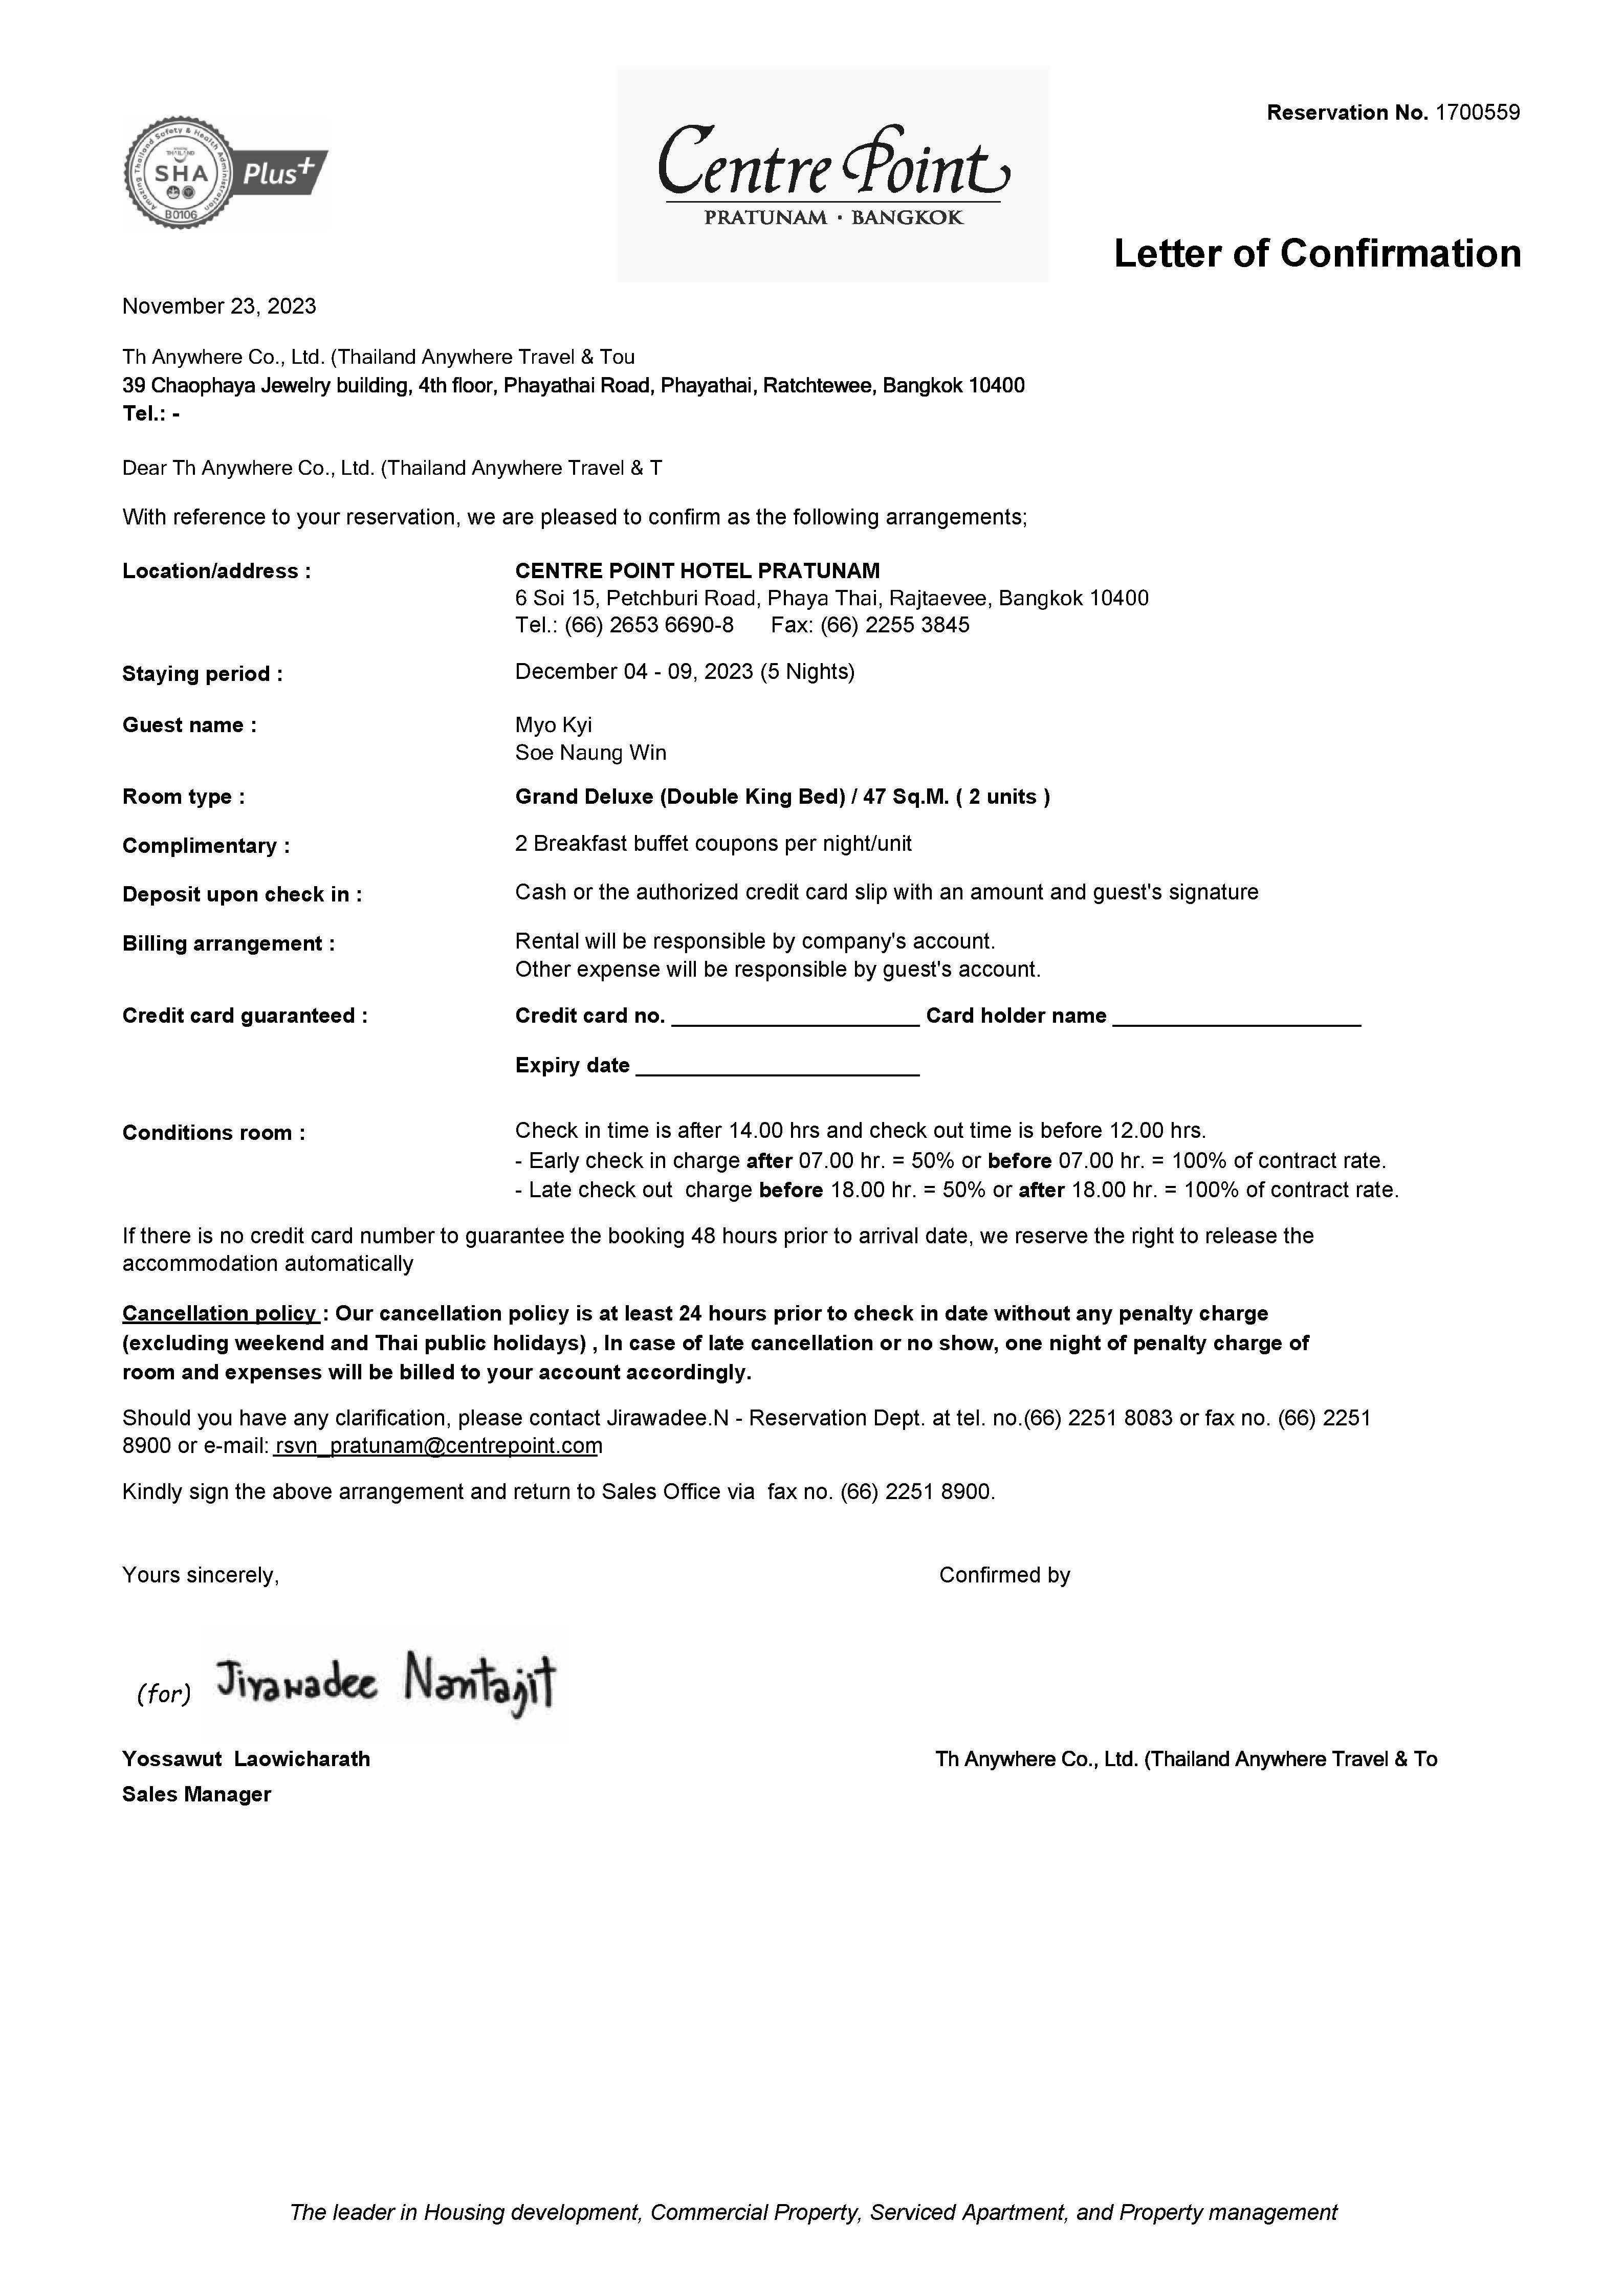 Reservation No. 1700559
Amazing Thailand Safety & Health Administration
THAILAND
SHA
Plus+
B0106
Centre Point
PRATUNAM • BANGKOK
Letter of Confirmation
November 23, 2023
Th Anywhere Co., Ltd. (Thailand Anywhere Travel & Tou
39 Chaophaya Jewelry building, 4th floor, Phayathai Road, Phayathai, Ratchtewee, Bangkok 10400
Tel.: -
Dear Th Anywhere Co., Ltd. (Thailand Anywhere Travel & T
With reference to your reservation, we are pleased to confirm as the following arrangements;
Location/address : CENTRE POINT HOTEL PRATUNAM
6 Soi 15, Petchburi Road, Phaya Thai, Rajtaevee, Bangkok 10400
Tel.: (66) 2653 6690-8 Fax: (66) 2255 3845
Staying period : December 04 - 09, 2023 (5 Nights)
Guest name : Myo Kyi
Soe Naung Win
Room type : Grand Deluxe (Double King Bed) / 47 Sq.M. ( 2 units )
Complimentary : 2 Breakfast buffet coupons per night/unit
Deposit upon check in : Cash or the authorized credit card slip with an amount and guest's signature
Billing arrangement : Rental will be responsible by company's account.
Other expense will be responsible by guest's account.
Credit card guaranteed : Credit card no. ____________________ Card holder name ____________________
Expiry date ____________________
Conditions room : Check in time is after 14.00 hrs and check out time is before 12.00 hrs.
- Early check in charge after 07.00 hr. = 50% or before 07.00 hr. = 100% of contract rate.
- Late check out charge before 18.00 hr. = 50% or after 18.00 hr. = 100% of contract rate.
If there is no credit card number to guarantee the booking 48 hours prior to arrival date, we reserve the right to release the
accommodation automatically
Cancellation policy : Our cancellation policy is at least 24 hours prior to check in date without any penalty charge
(excluding weekend and Thai public holidays) , In case of late cancellation or no show, one night of penalty charge of
room and expenses will be billed to your account accordingly.
Should you have any clarification, please contact Jirawadee.N - Reservation Dept. at tel. no.(66) 2251 8083 or fax no. (66) 2251
8900 or e-mail: rsvn_pratunam@centrepoint.com
Kindly sign the above arrangement and return to Sales Office via fax no. (66) 2251 8900.
Yours sincerely, Confirmed by
(for) Jirawadee Nantajit
Yossawut Laowicharath Th Anywhere Co., Ltd. (Thailand Anywhere Travel & To
Sales Manager
The leader in Housing development, Commercial Property, Serviced Apartment, and Property management